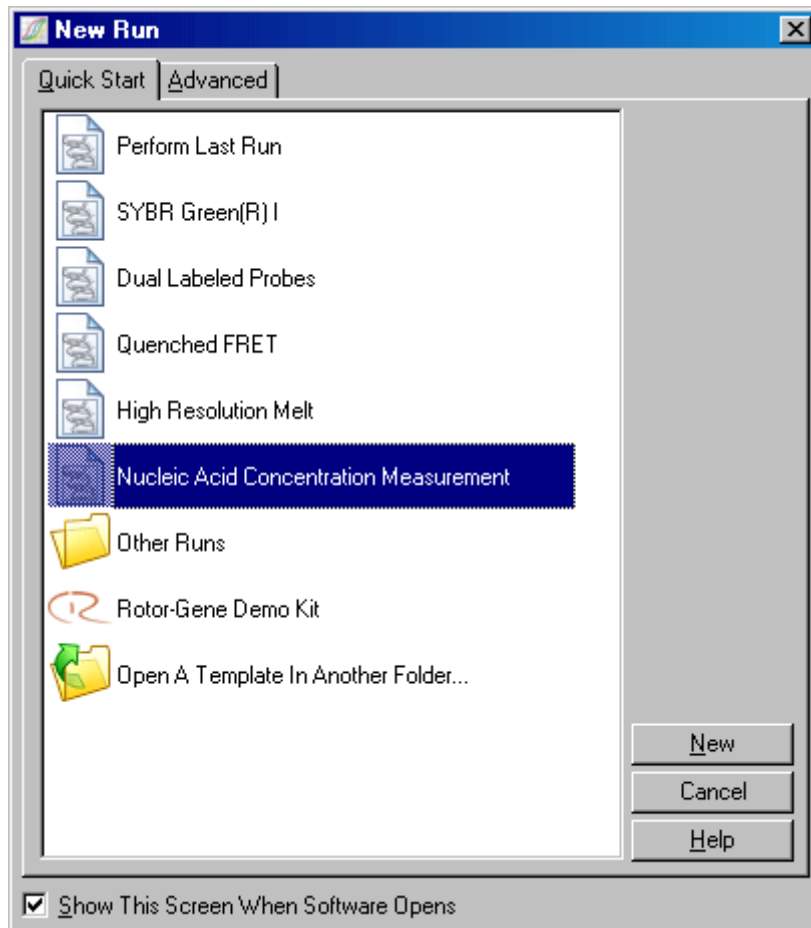 New Run
Quick Start
Advanced
Perform Last Run
SYBR Green(R) I
Dual Labeled Probes
Quenched FRET
High Resolution Melt
Nucleic Acid Concentration Measurement
Other Runs
Rotor-Gene Demo Kit
Open A Template In Another Folder...
New
Cancel
Help
Show This Screen When Software Opens